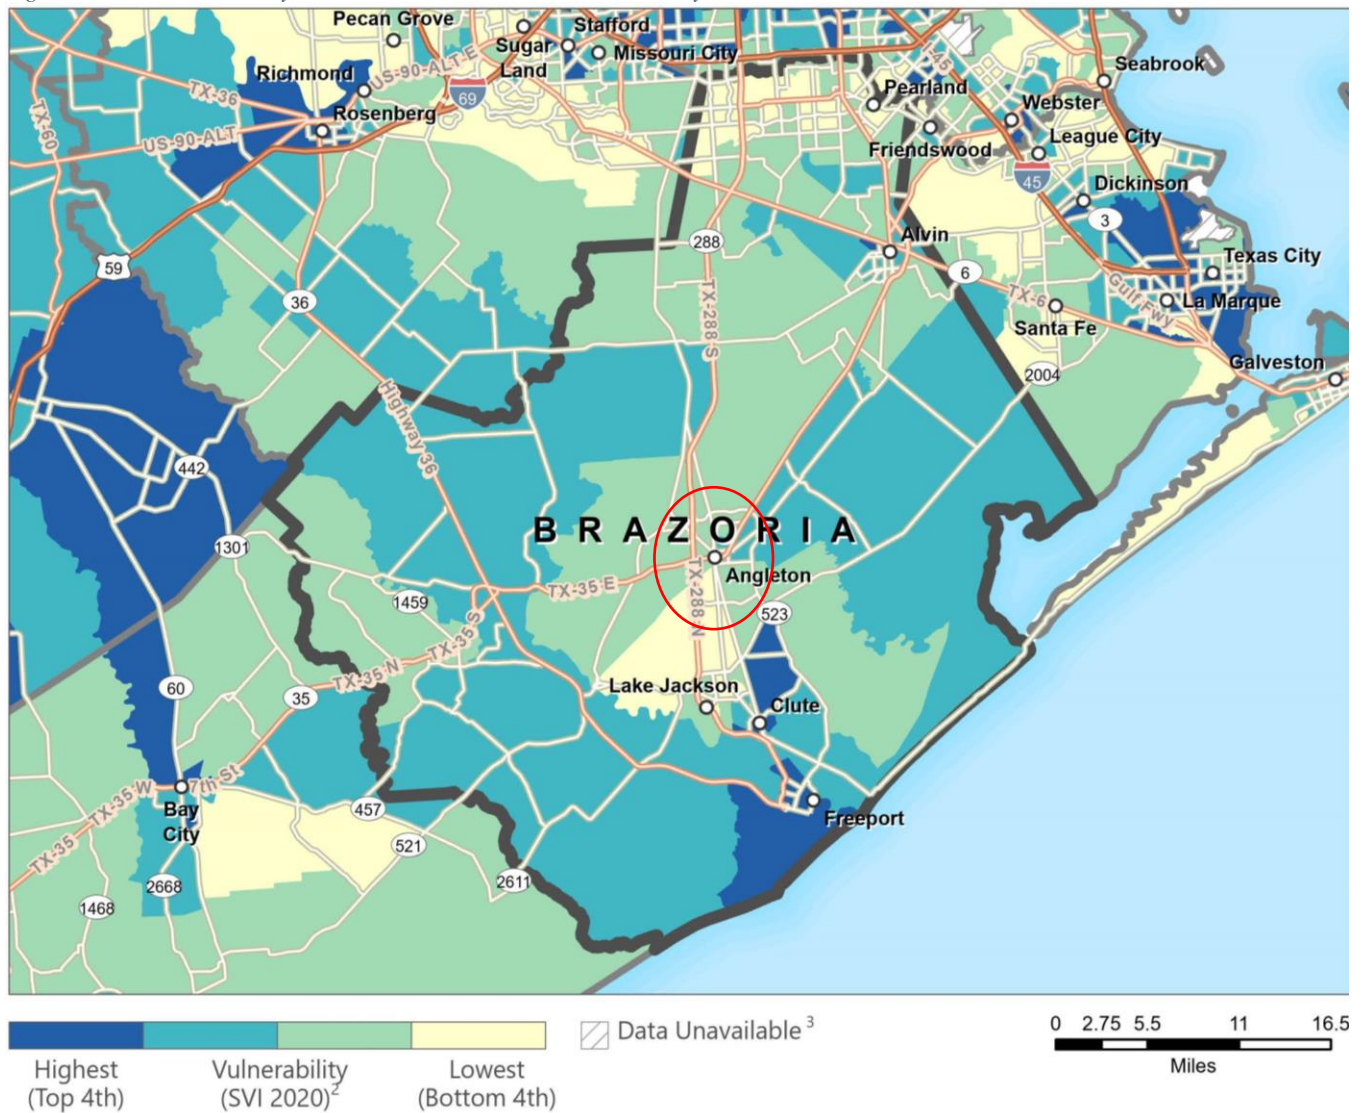 Pecan Grove
Stafford
Sugar
Land
Missouri City
I-45
Seabrook
Richmond
US-90-ALT E
69
Pearland
Webster
TX-36
TX-60
Rosenberg
US-90-ALT
Friendswood
League City
45
Dickinson
3
288
Alvin
59
6
Texas City
TX-6
Gulf Fwy
La Marque
36
TX-288 S
Santa Fe
Galveston
2004
Highway 36
442
BRAZORIA
1301
Angleton
TX-35 E
TX-288 N
1459
523
TX-35 S
TX-35 N
60
35
Lake Jackson
Clute
7th St
TX-35 W
Bay
City
457
Freeport
TX-35
521
2668
2611
1468
Data Unavailable 3
0 2.75 5.5 11 16.5
Miles
Highest
(Top 4th)
Vulnerability
(SVI 2020)2
Lowest
(Bottom 4th)